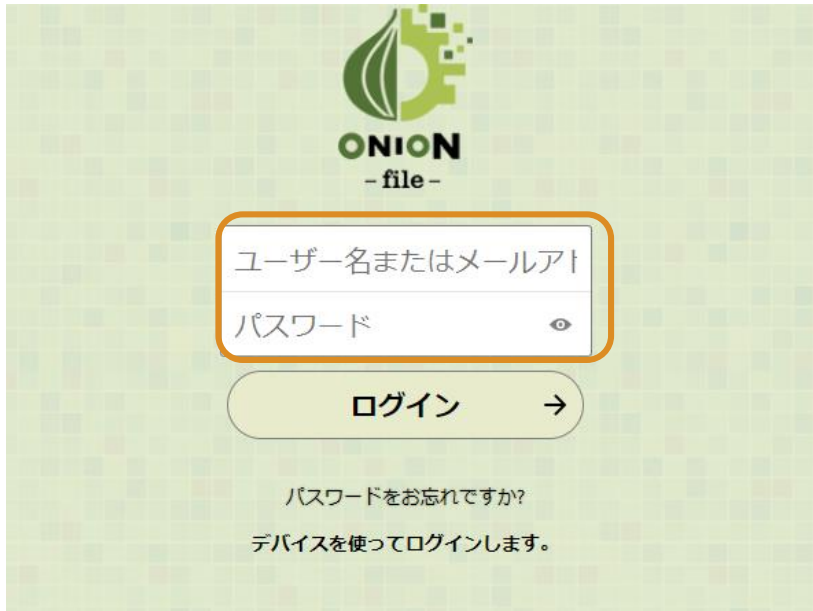 ONION
- file -
ユーザー名またはメールアト
パスワード
ログイン →
パスワードをお忘れですか?
デバイスを使ってログインします。